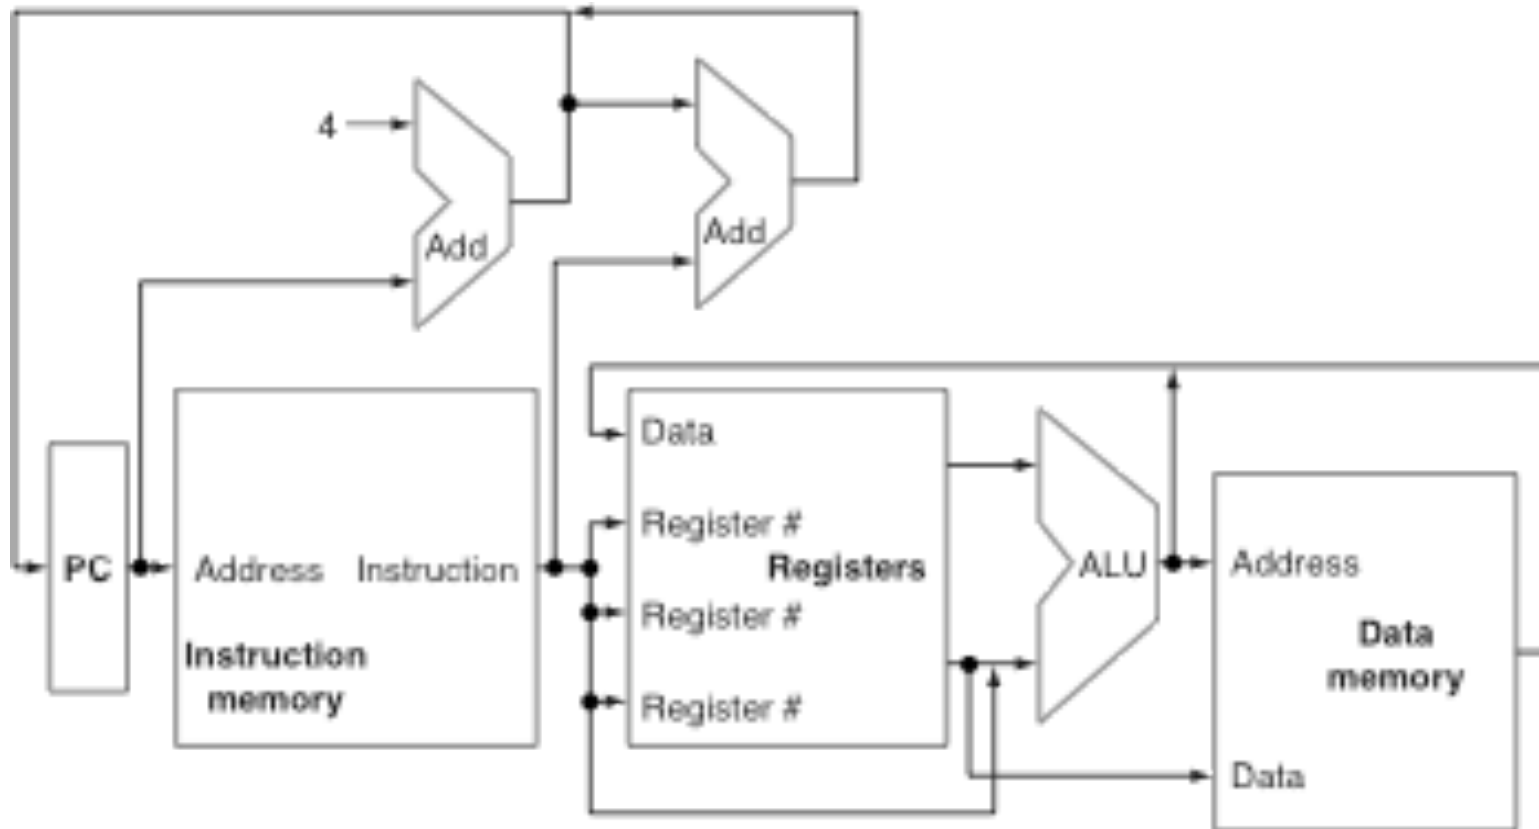 4
Add
Add
Data
Register #
PC
Address
Instruction
Registers
ALU
Address
Register #
Data
memory
Instruction
memory
Register #
Data